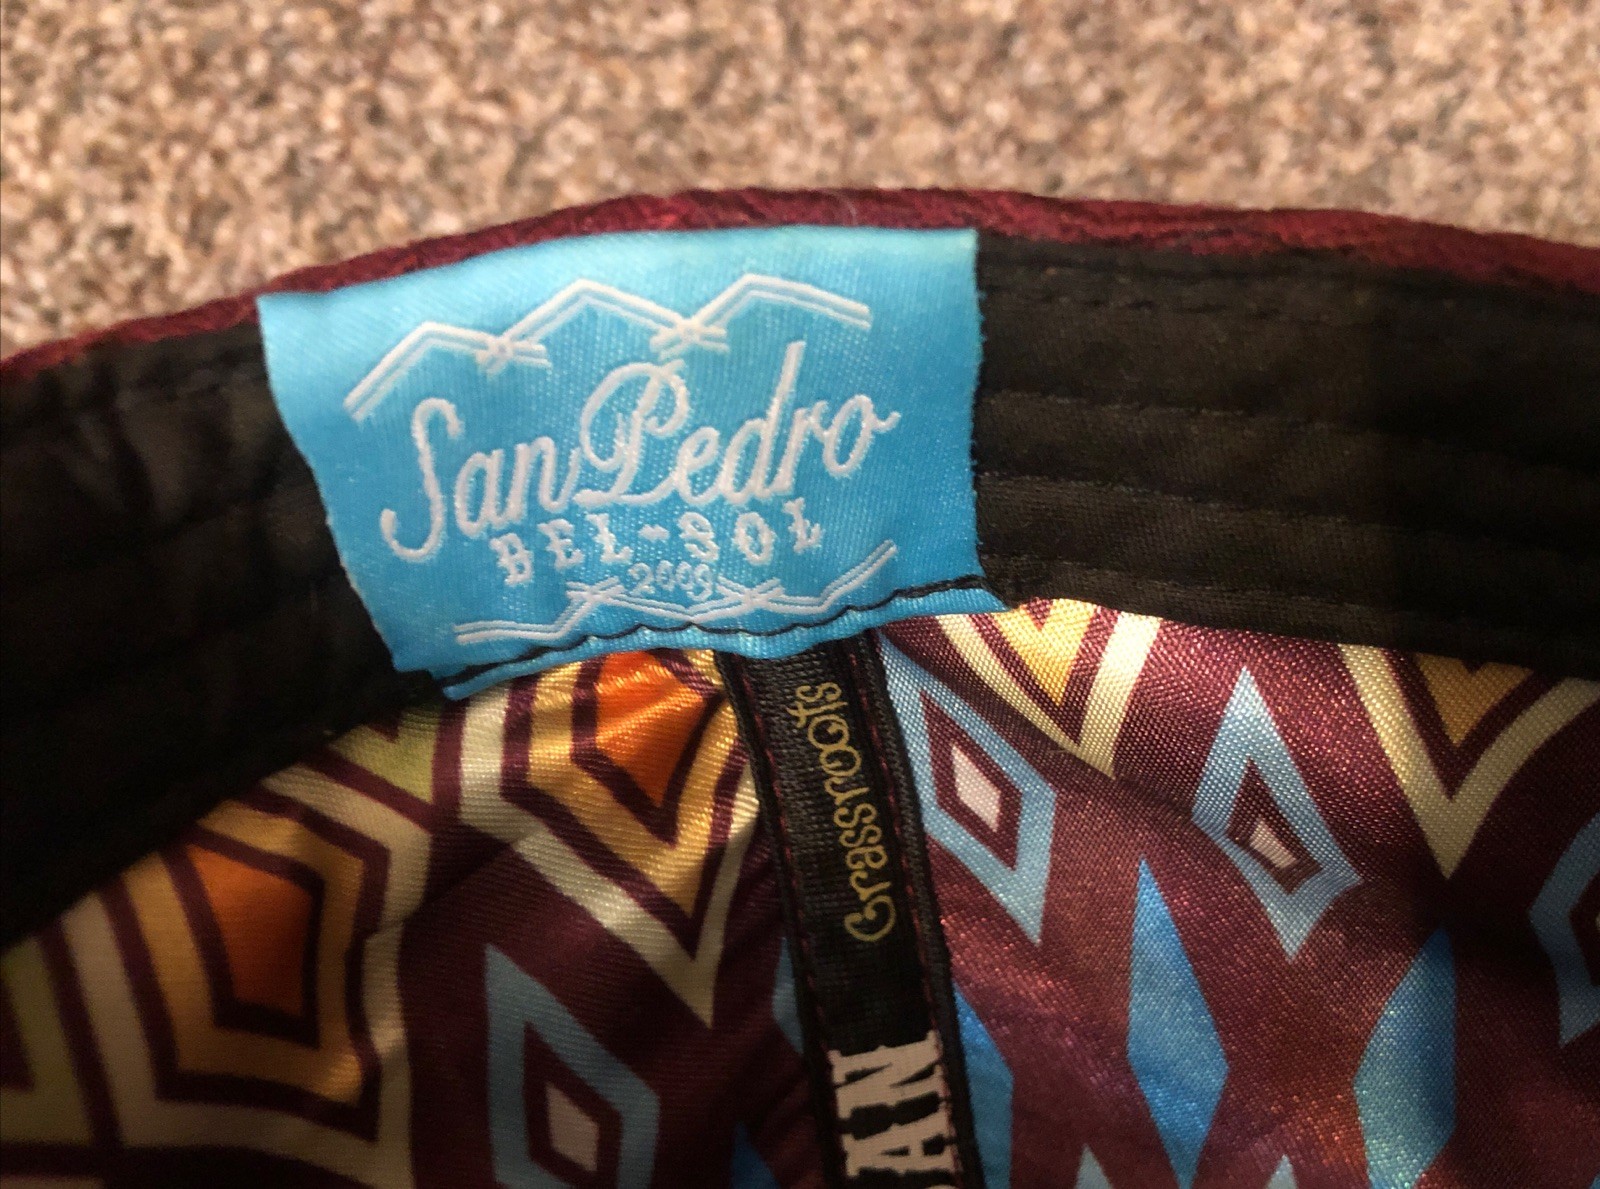 San Pedro
BEL-SOL
2009
Grassroots